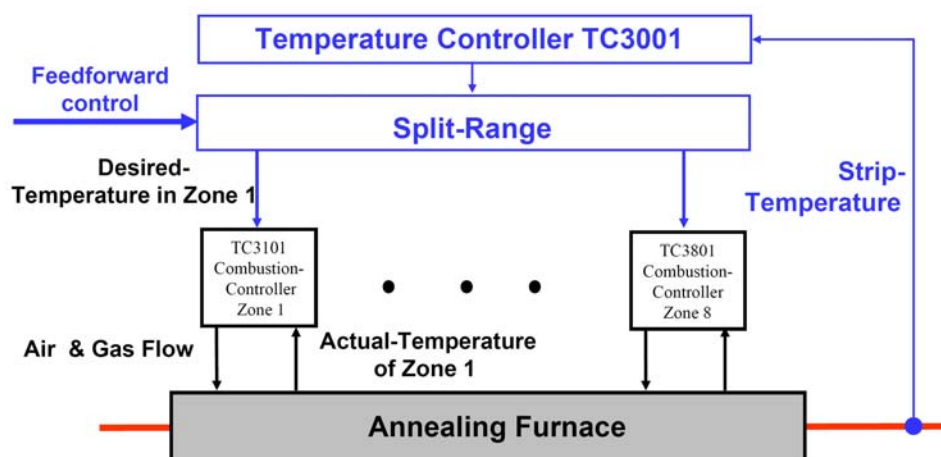 Temperature Controller TC3001
Feedforward
control
Split-Range
Desired-
Temperature in Zone 1
Strip-
Temperature
TC3101
Combustion-
Controller
Zone 1
TC3801
Combustion-
Controller
Zone 8
Air & Gas Flow
Actual-Temperature
of Zone 1
Annealing Furnace